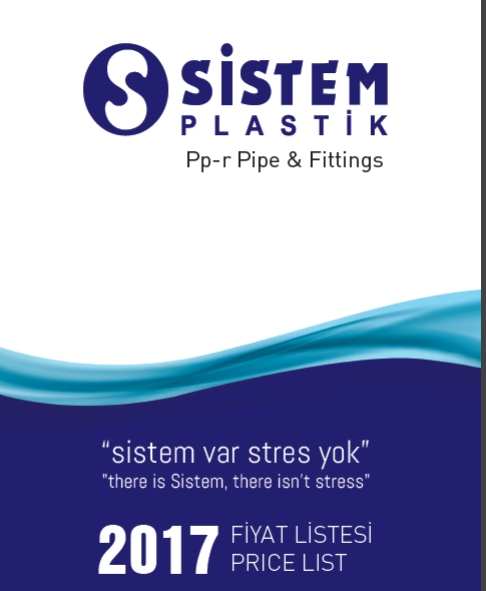 SİSTEM
PLASTİK
Pp-r Pipe & Fittings
“sistem var stres yok”
"there is Sistem, there isn't stress"
2017 FİYAT LİSTESİ
PRICE LIST